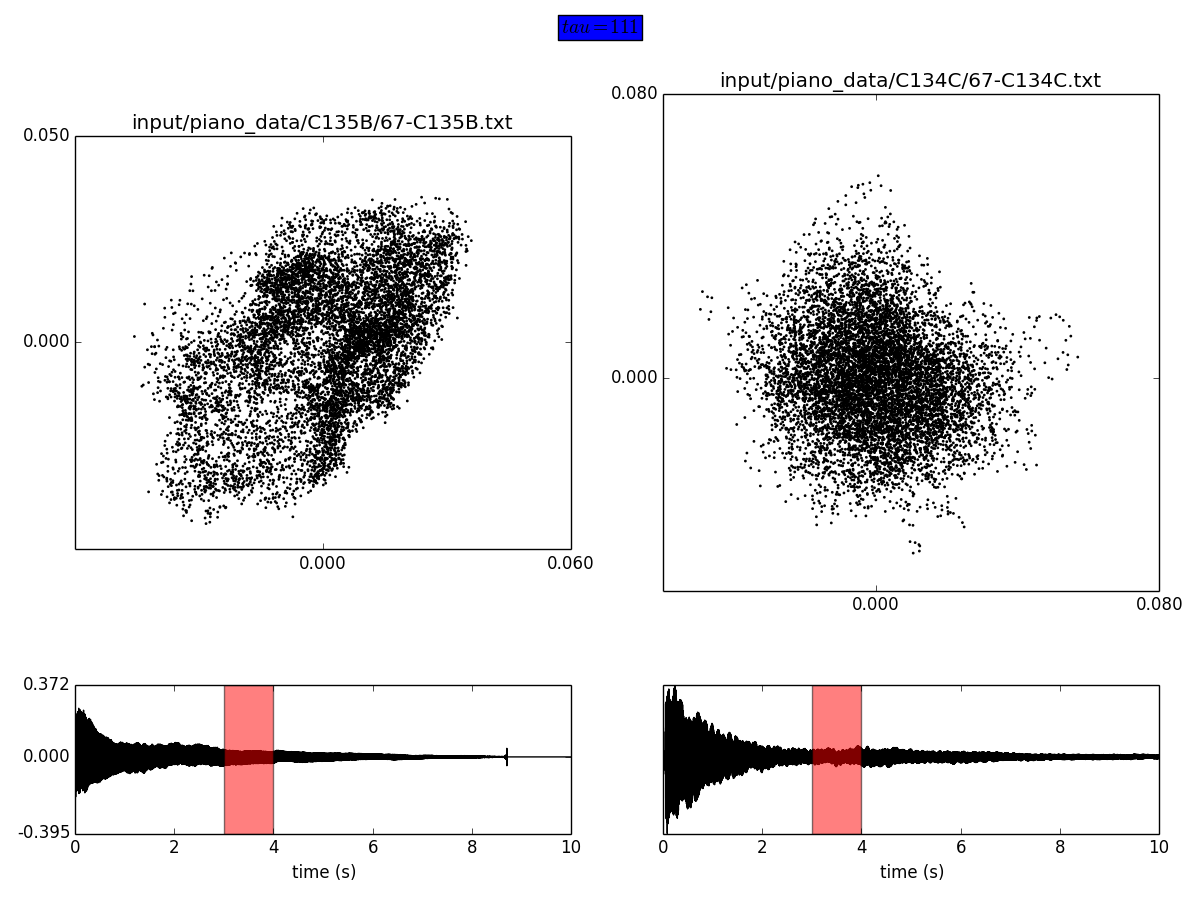 tau = 111
input/piano_data/C135B/67-C135B.txt
0.050
0.000
0.000 0.060
input/piano_data/C134C/67-C134C.txt
0.080
0.000
0.000 0.080
0.372
0.000
-0.395
0 2 4 6 8 10
time (s)
0 2 4 6 8 10
time (s)